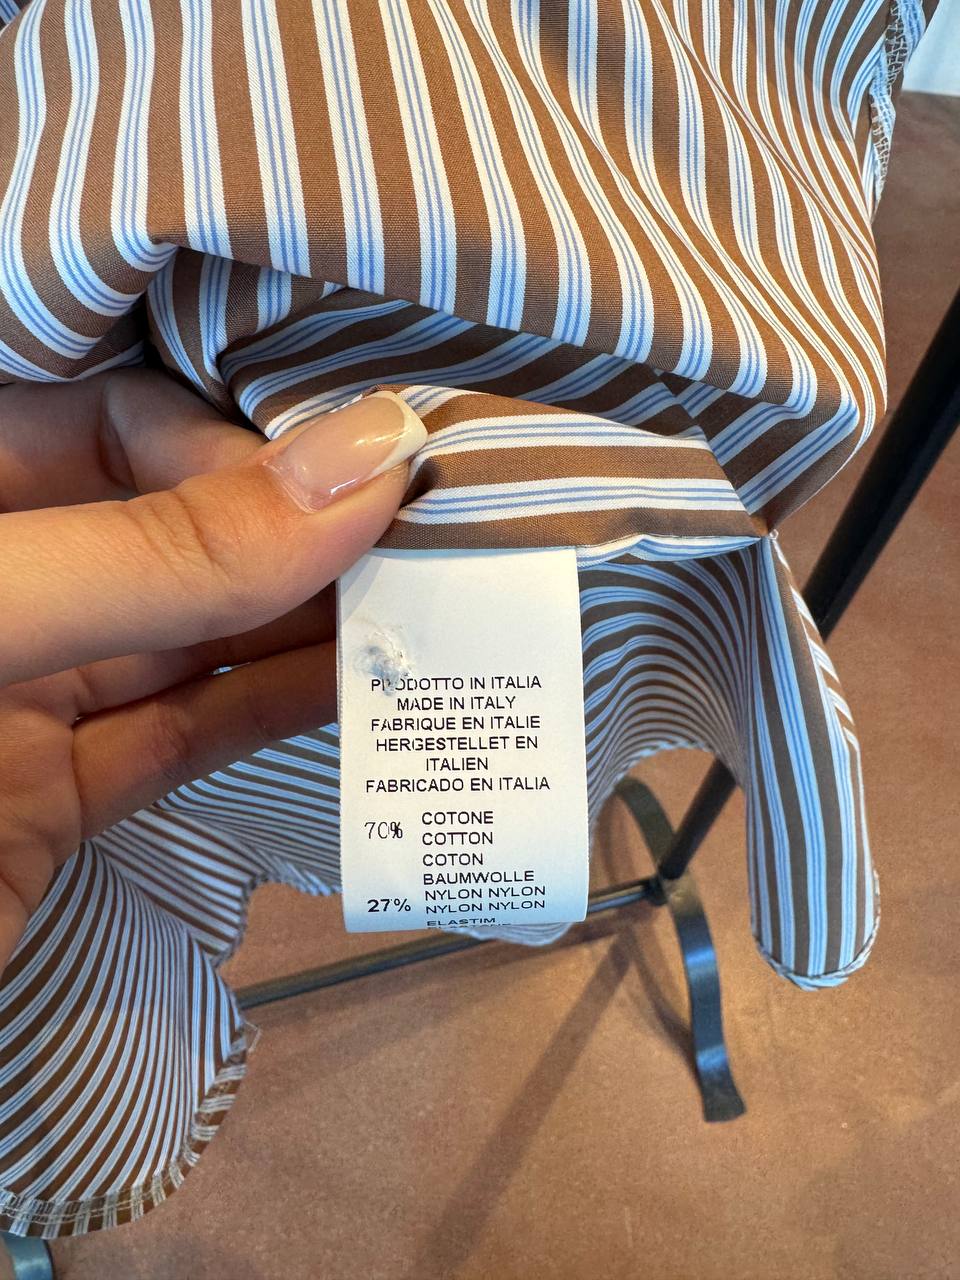 PRODOTTO IN ITALIA
MADE IN ITALY
FABRIQUE EN ITALIE
HERGESTELLET EN
ITALIEN
FABRICADO EN ITALIA
70% COTONE
COTTON
COTON
BAUMWOLLE
NYLON NYLON
27% NYLON NYLON
ELASTIM